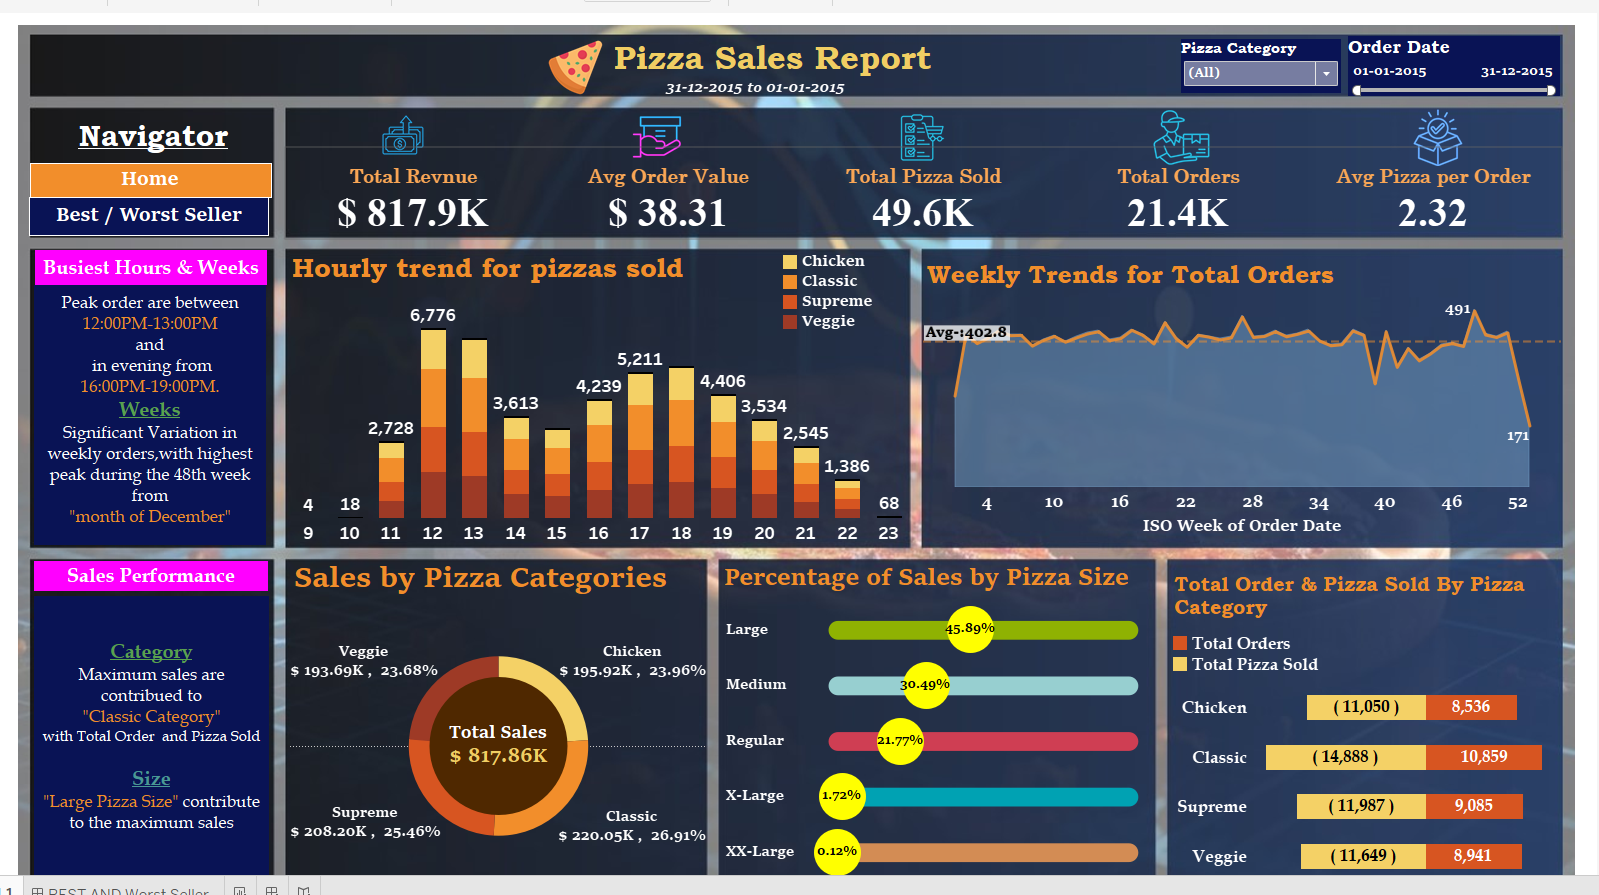 Pizza Sales Report
31-12-2015 to 01-01-2015
Pizza Category
(All)
Order Date
01-01-2015 31-12-2015
Navigator
Home
Best / Worst Seller
Total Revnue
$ 817.9K
Avg Order Value
$ 38.31
Total Pizza Sold
49.6K
Total Orders
21.4K
Avg Pizza per Order
2.32
Busiest Hours & Weeks
Peak order are between
12:00PM-13:00PM
and
in evening from
16:00PM-19:00PM.
Weeks
Significant Variation in
weekly orders,with highest
peak during the 48th week
from
"month of December"
Hourly trend for pizzas sold
Chicken
Classic
Supreme
Veggie
4 18 2,728 6,776 3,613 4,239 5,211 4,406 3,534 2,545 1,386 68
9 10 11 12 13 14 15 16 17 18 19 20 21 22 23
Weekly Trends for Total Orders
Avg-:402.8
491
171
4 10 16 22 28 34 40 46 52
ISO Week of Order Date
Sales Performance
Category
Maximum sales are
contribued to
"Classic Category"
with Total Order and Pizza Sold
Size
"Large Pizza Size" contribute
to the maximum sales
Sales by Pizza Categories
Veggie
$ 193.69K , 23.68%
Chicken
$ 195.92K , 23.96%
Total Sales
$ 817.86K
Supreme
$ 208.20K , 25.46%
Classic
$ 220.05K , 26.91%
Percentage of Sales by Pizza Size
Large 45.89%
Medium 30.49%
Regular 21.77%
X-Large 1.72%
XX-Large 0.12%
Total Order & Pizza Sold By Pizza
Category
Total Orders
Total Pizza Sold
Chicken ( 11,050 ) 8,536
Classic ( 14,888 ) 10,859
Supreme ( 11,987 ) 9,085
Veggie ( 11,649 ) 8,941
BEST AND Worst Seller